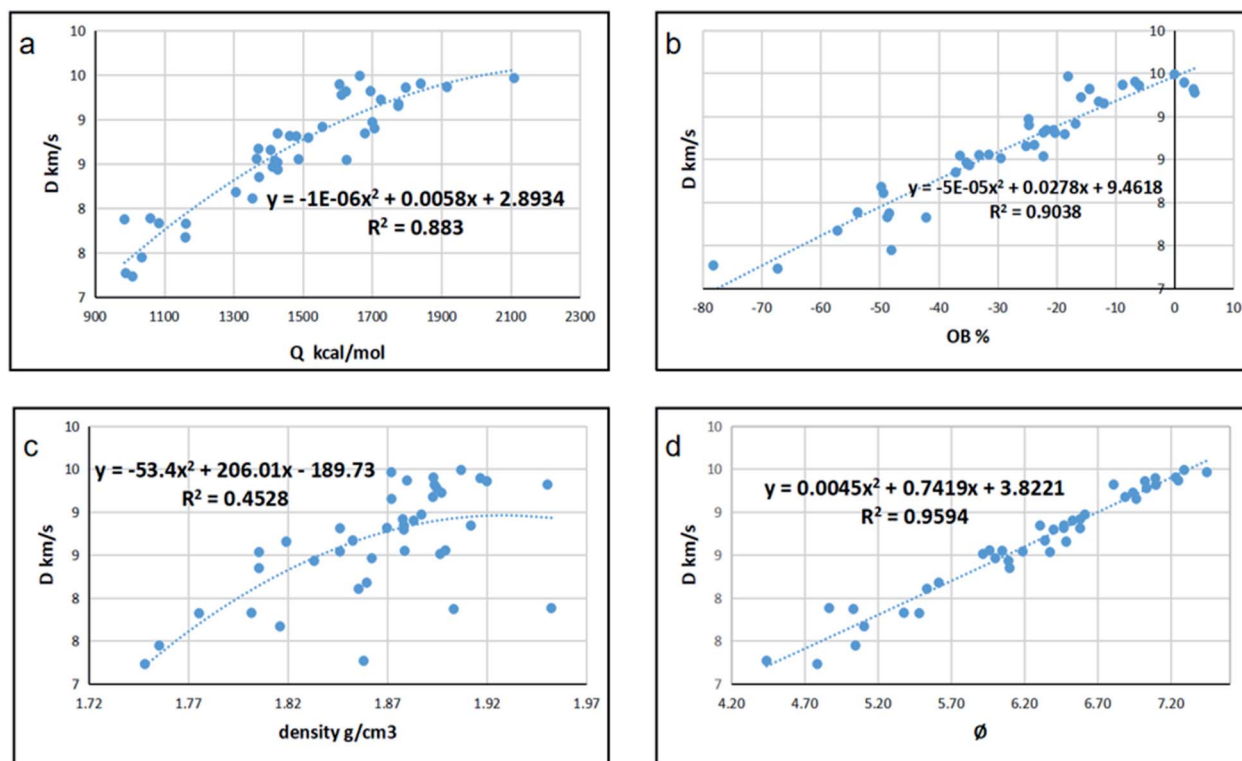 a
10
10
9
9
8
8
7
D km/s
y = -1E-06x² + 0.0058x + 2.8934
R² = 0.883
900 1100 1300 1500 1700 1900 2100 2300
Q kcal/mol
b
10
10
9
9
8
8
7
D km/s
y = -5E-05x² + 0.0278x + 9.4618
R² = 0.9038
-80 -70 -60 -50 -40 -30 -20 -10 0 10
OB %
c
10
10
9
9
8
8
7
D km/s
y = -53.4x² + 206.01x - 189.73
R² = 0.4528
1.72 1.77 1.82 1.87 1.92 1.97
density g/cm3
d
10
10
9
9
8
8
7
D km/s
y = 0.0045x² + 0.7419x + 3.8221
R² = 0.9594
4.20 4.70 5.20 5.70 6.20 6.70 7.20
Ø